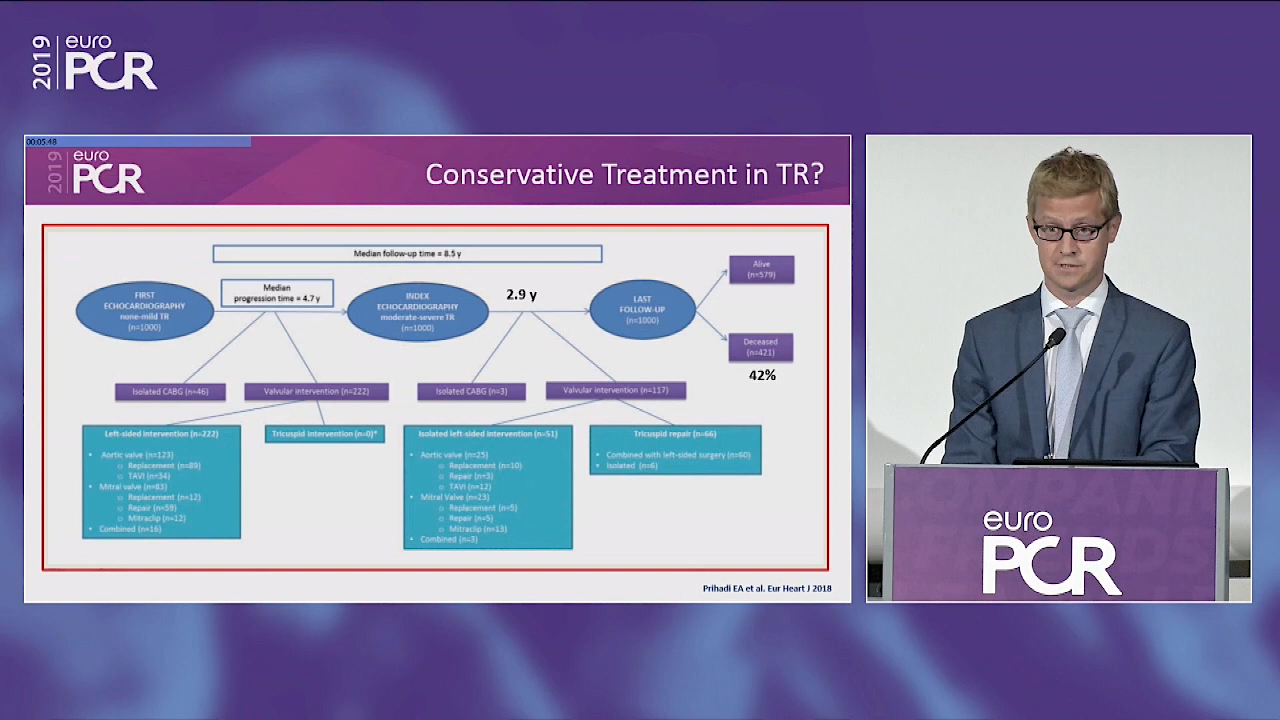 2019 euro
PCR
00:05:48
2019 euro
PCR
Conservative Treatment in TR?
Median follow-up time = 8.5 y
FIRST
ECHOCARDIOGRAPHY
none-mild TR
(n=1000)
Median
progression time = 4.7 y
INDEX
ECHOCARDIOGRAPHY
moderate-severe TR
(n=1000)
2.9 y
LAST
FOLLOW-UP
(n=1000)
Alive
(n=579)
Deceased
(n=421)
42%
Isolated CABG (n=46)
Valvular intervention (n=222)
Isolated CABG (n=3)
Valvular intervention (n=117)
Left-sided intervention (n=222)
• Aortic valve (n=123)
o Replacement (n=89)
o TAVI (n=34)
• Mitral valve (n=83)
o Replacement (n=12)
o Repair (n=59)
o Mitraclip (n=12)
• Combined (n=16)
Tricuspid intervention (n=0)*
Isolated left-sided intervention (n=51)
• Aortic valve (n=25)
o Replacement (n=10)
o Repair (n=3)
o TAVI (n=12)
• Mitral Valve (n=23)
o Replacement (n=5)
o Repair (n=5)
o Mitraclip (n=13)
• Combined (n=3)
Tricuspid repair (n=66)
• Combined with left-sided surgery (n=60)
• Isolated (n=6)
Prihadi EA et al. Eur Heart J 2018
euro
PCR